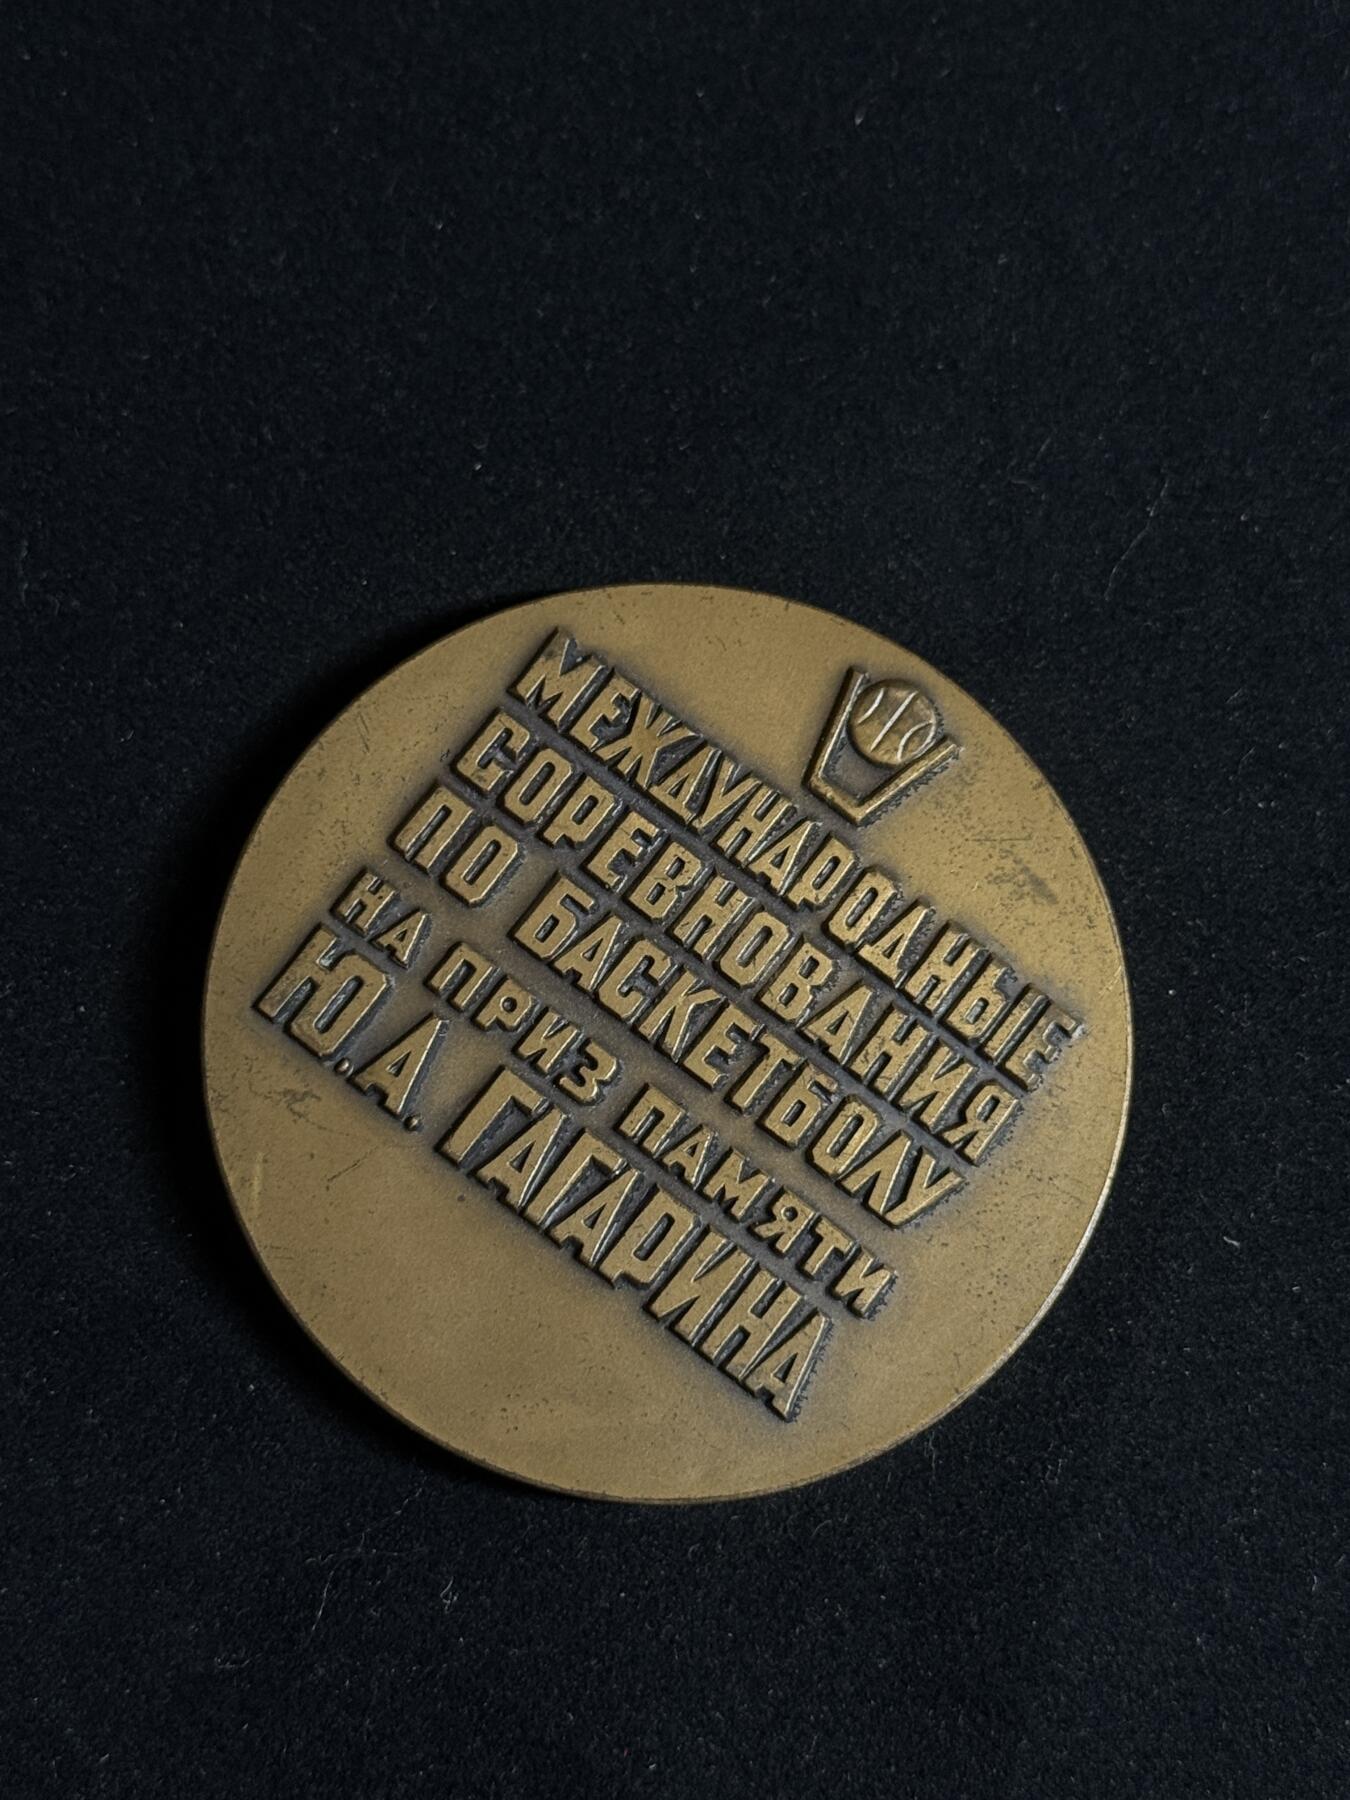 МЕЖДУНАРОДНЫЕ
СОРЕВНОВАНИЯ
ПО БАСКЕТБОЛУ
НА ПРИЗ ПАМЯТИ
Ю.А. ГАГАРИНА